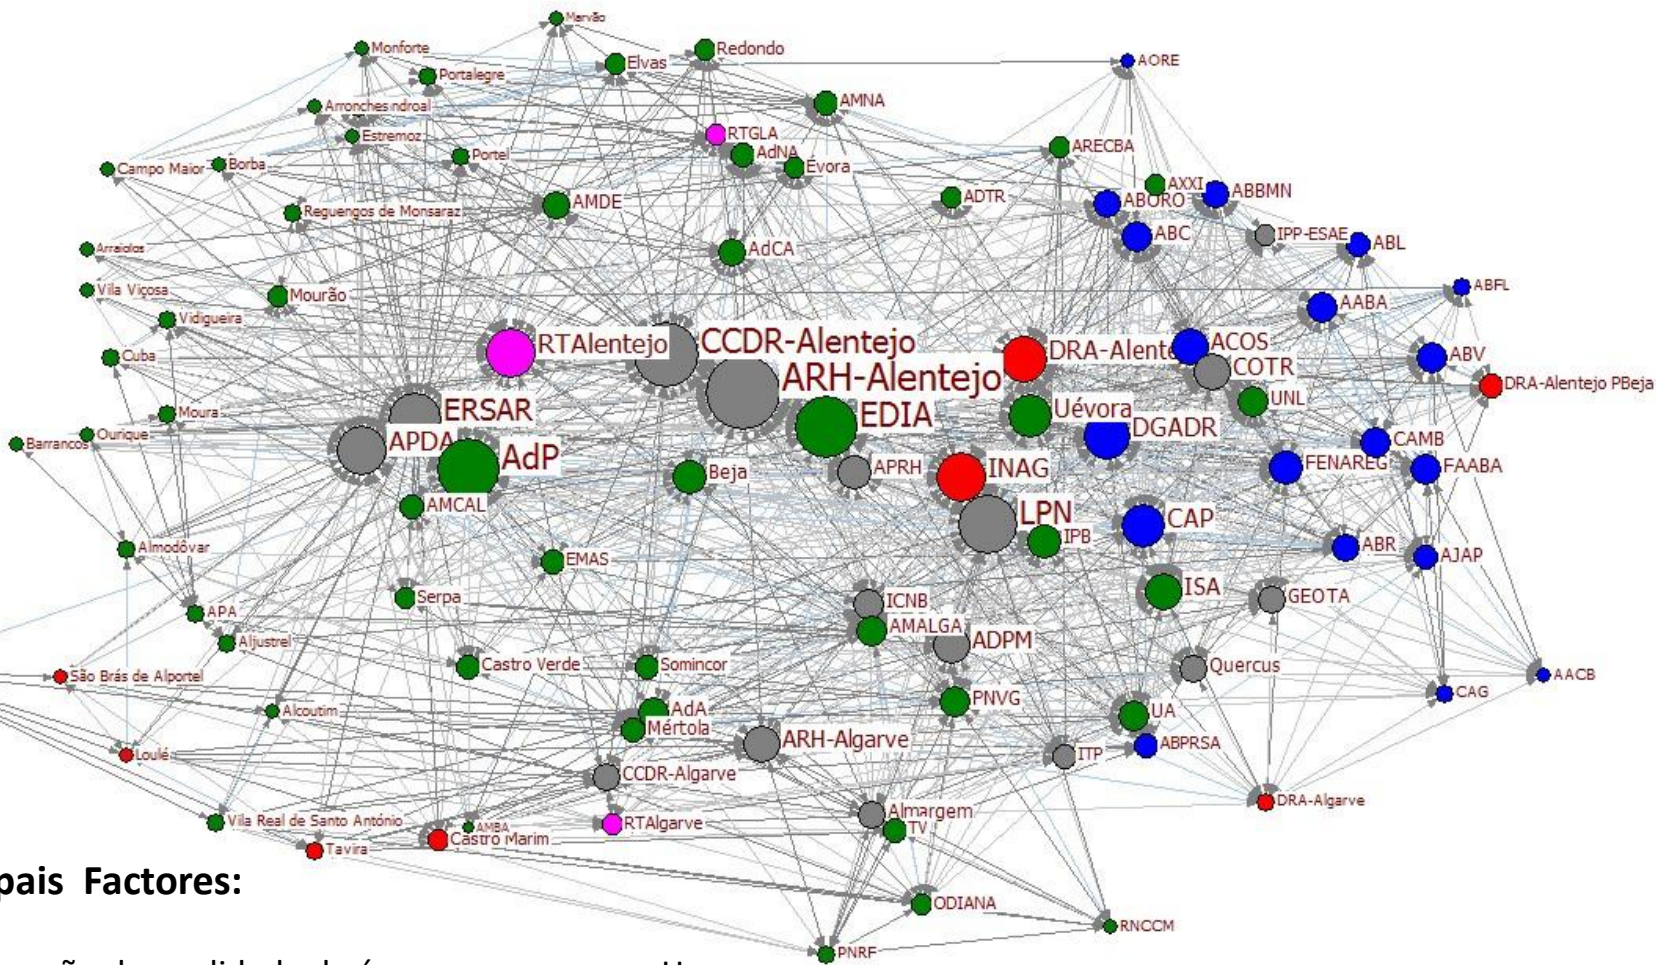 Marvão
Monforte
Redondo
Elvas
AORE
Portalegre
AMNA
Arronches
ndroal
RTGLA
Estremoz
ARECBA
AdNA
Portel
Évora
Campo Maior
Borba
AXXI
ABBMN
ADTR
AMDE
ABORO
Reguengos de Monsaraz
ABC
IPP-ESAE
ABL
Arraiolos
AdCA
Vila Viçosa
ABFL
Mourão
AABA
Vidigueira
RTAlentejo
CCDR-Alentejo
DRA-Alente
ACOS
Cuba
ABV
COTR
ARH-Alentejo
DRA-Alentejo PBeja
UNL
ERSAR
EDIA
Uévora
Moura
DGADR
Ourique
APDA
CAMB
Barrancos
AdP
FENAREG
FAABA
APRH
INAG
Beja
AMCAL
LPN
CAP
IPB
ABR
Almodôvar
AJAP
EMAS
ISA
Serpa
ICNB
GEOTA
APA
AMALGA
Aljustrel
ADPM
Castro Verde
Somincor
Quercus
São Brás de Alportel
AACB
CAG
PNVG
Alcoutim
AdA
UA
Mértola
ARH-Algarve
ABPRSA
Loulé
ITP
CCDR-Algarve
DRA-Algarve
Almargem
Vila Real de Santo António
RTAlgarve
AMBA
TV
Castro Marim
Tavira
pais Factores:
ODIANA
RNCCM
PNRF